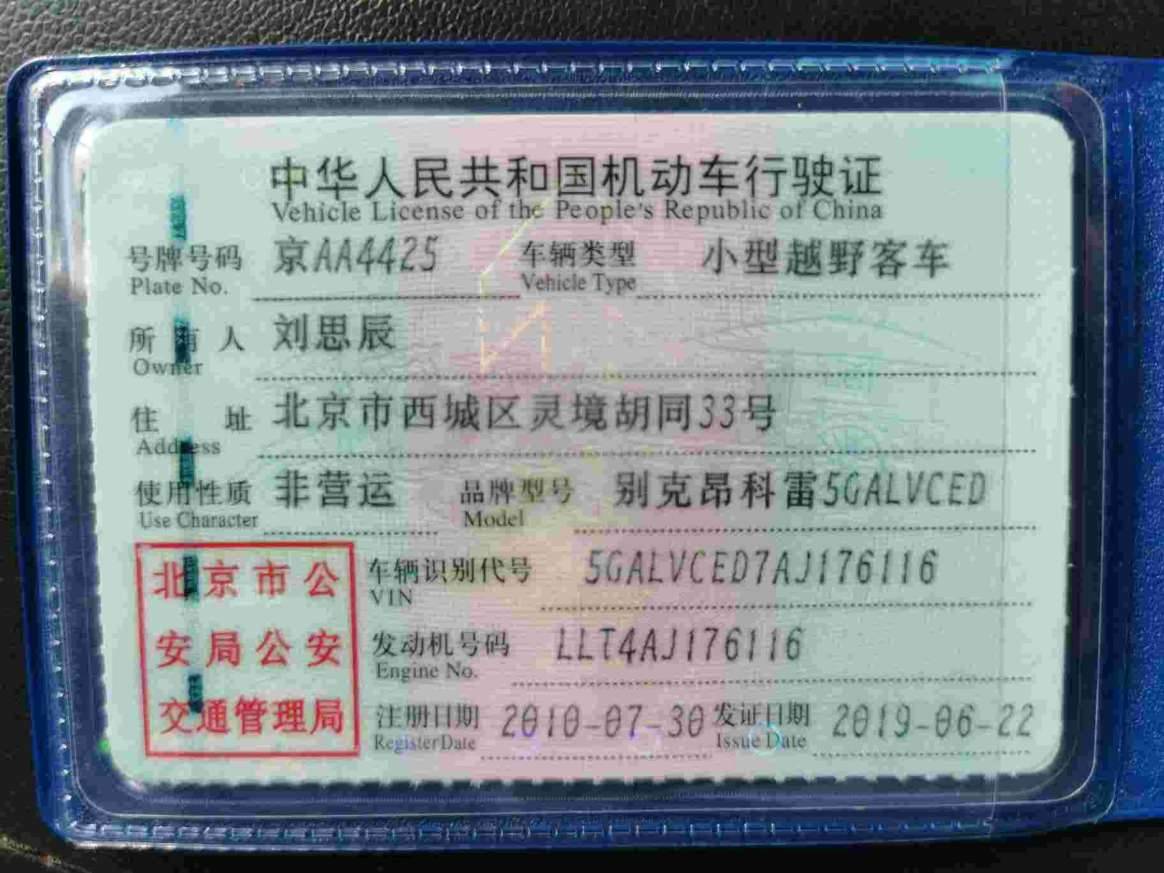 中华人民共和国机动车行驶证
Vehicle License of the People's Republic of China
号牌号码 京AA4425 车辆类型 小型越野客车
Plate No. Vehicle Type
所有人 刘思辰
Owner
住址 北京市西城区灵境胡同33号
Address
使用性质 非营运 品牌型号 别克昂科雷5GALVCED
Use Character Model
车辆识别代号 5GALVCED7AJ176116
VIN
发动机号码 LLT4AJ176116
Engine No.
注册日期 2010-07-30 发证日期 2019-06-22
Register Date Issue Date
北京市公
安局公安
交通管理局